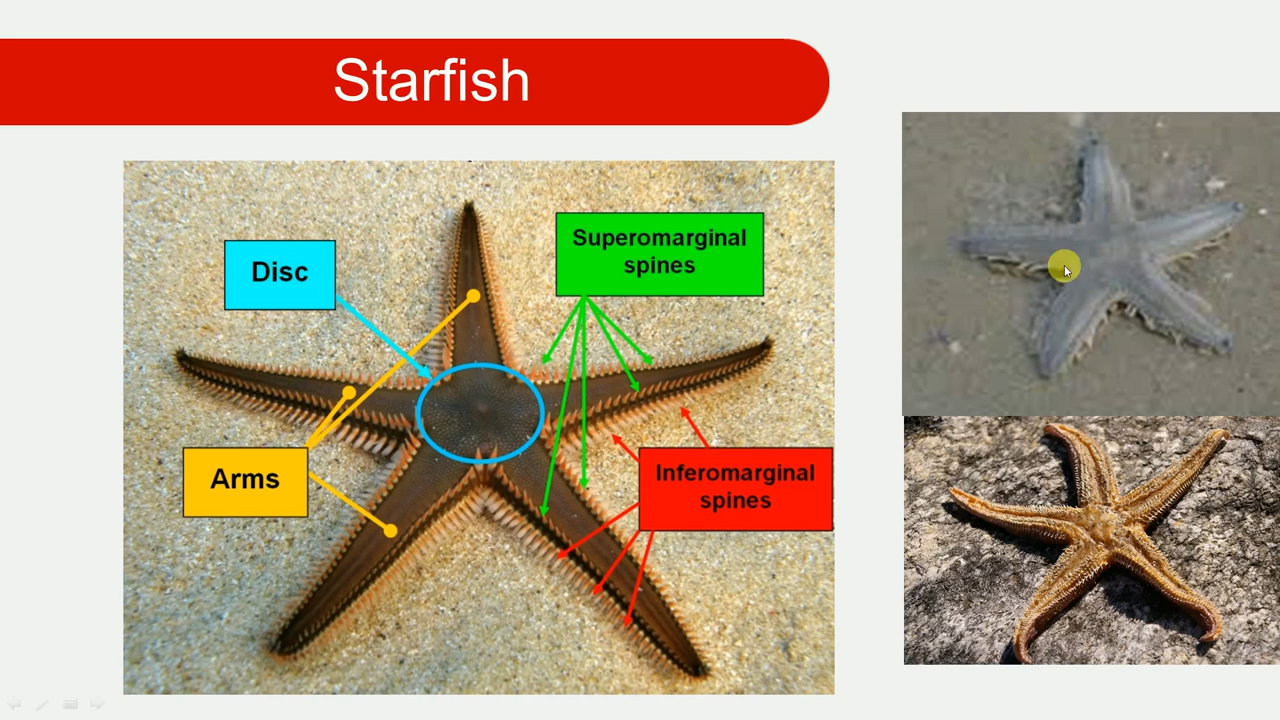 Starfish
Disc
Superomarginal
spines
Arms
Inferomarginal
spines